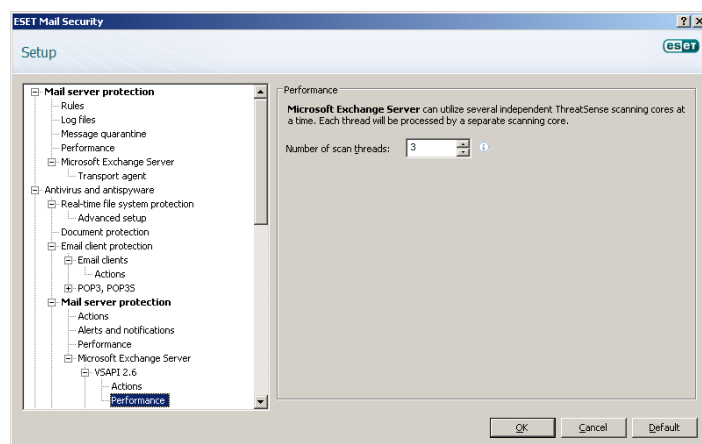 ESET Mail Security
Setup
eseT
Mail server protection
Rules
Log files
Message quarantine
Performance
Microsoft Exchange Server
Transport agent
Antivirus and antispyware
Real-time file system protection
Advanced setup
Document protection
Email client protection
Email clients
Actions
POP3, POP3S
Mail server protection
Actions
Alerts and notifications
Performance
Microsoft Exchange Server
VSAPI 2.6
Actions
Performance
Performance
Microsoft Exchange Server can utilize several independent ThreatSense scanning cores at
a time. Each thread will be processed by a separate scanning core.
Number of scan threads: 3
OK Cancel Default